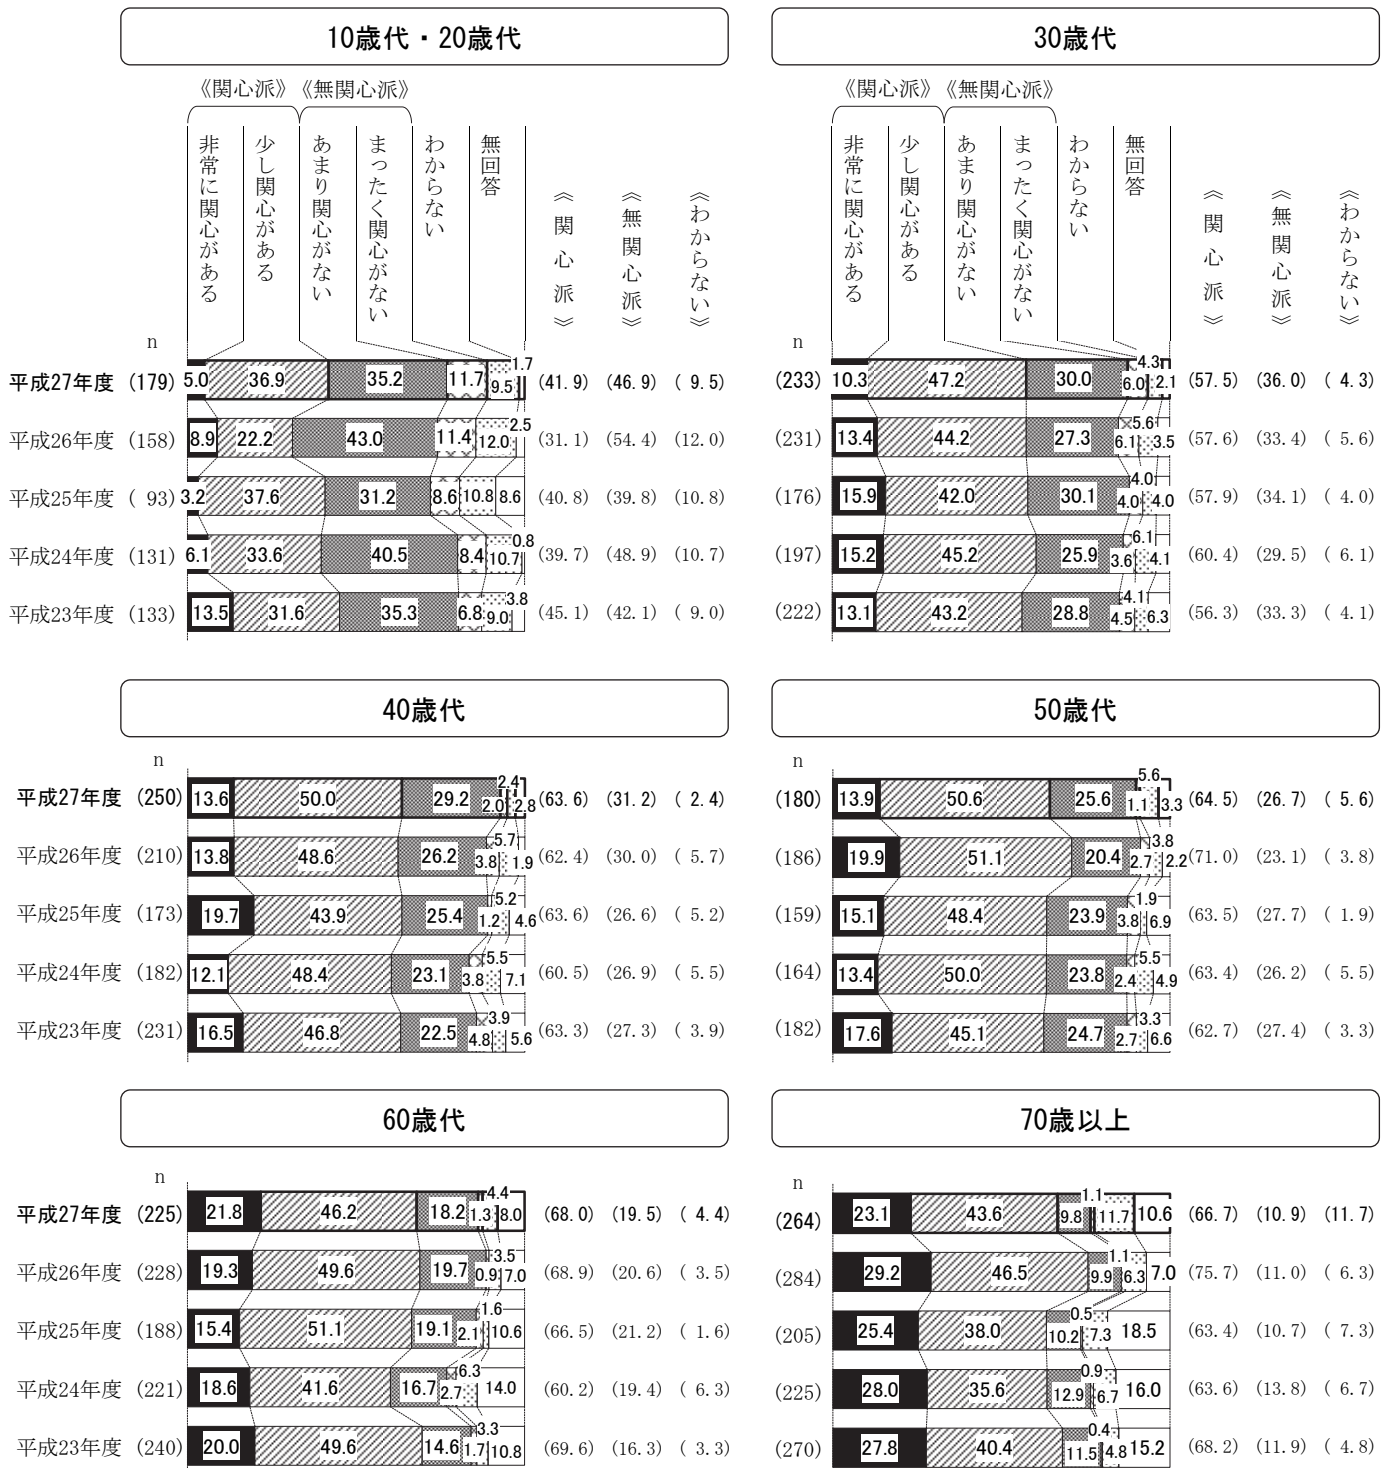 10歳代・20歳代
《関心派》《無関心派》
非常に関心がある
少し関心がある
あまり関心がない
まったく関心がない
わからない
無回答
《関心派》
《無関心派》
《わからない》
n
平成27年度 (179) 5.0 36.9 35.2 11.7 9.5 1.7 (41.9) (46.9) ( 9.5)
平成26年度 (158) 8.9 22.2 43.0 11.4 12.0 2.5 (31.1) (54.4) (12.0)
平成25年度 ( 93) 3.2 37.6 31.2 8.6 10.8 8.6 (40.8) (39.8) (10.8)
平成24年度 (131) 6.1 33.6 40.5 8.4 10.7 0.8 (39.7) (48.9) (10.7)
平成23年度 (133) 13.5 31.6 35.3 6.8 9.0 3.8 (45.1) (42.1) ( 9.0)
30歳代
《関心派》《無関心派》
非常に関心がある
少し関心がある
あまり関心がない
まったく関心がない
わからない
無回答
《関心派》
《無関心派》
《わからない》
n
(233) 10.3 47.2 30.0 6.0 4.3 2.1 (57.5) (36.0) ( 4.3)
(231) 13.4 44.2 27.3 6.1 5.6 3.5 (57.6) (33.4) ( 5.6)
(176) 15.9 42.0 30.1 4.0 4.0 4.0 (57.9) (34.1) ( 4.0)
(197) 15.2 45.2 25.9 3.6 6.1 4.1 (60.4) (29.5) ( 6.1)
(222) 13.1 43.2 28.8 4.5 4.1 6.3 (56.3) (33.3) ( 4.1)
40歳代
n
平成27年度 (250) 13.6 50.0 29.2 2.0 2.4 2.8 (63.6) (31.2) ( 2.4)
平成26年度 (210) 13.8 48.6 26.2 3.8 5.7 1.9 (62.4) (30.0) ( 5.7)
平成25年度 (173) 19.7 43.9 25.4 1.2 5.2 4.6 (63.6) (26.6) ( 5.2)
平成24年度 (182) 12.1 48.4 23.1 3.8 5.5 7.1 (60.5) (26.9) ( 5.5)
平成23年度 (231) 16.5 46.8 22.5 4.8 3.9 5.6 (63.3) (27.3) ( 3.9)
50歳代
n
(180) 13.9 50.6 25.6 1.1 5.6 3.3 (64.5) (26.7) ( 5.6)
(186) 19.9 51.1 20.4 2.7 3.8 2.2 (71.0) (23.1) ( 3.8)
(159) 15.1 48.4 23.9 3.8 1.9 6.9 (63.5) (27.7) ( 1.9)
(164) 13.4 50.0 23.8 2.4 5.5 4.9 (63.4) (26.2) ( 5.5)
(182) 17.6 45.1 24.7 2.7 3.3 6.6 (62.7) (27.4) ( 3.3)
60歳代
n
平成27年度 (225) 21.8 46.2 18.2 1.3 4.4 8.0 (68.0) (19.5) ( 4.4)
平成26年度 (228) 19.3 49.6 19.7 0.9 3.5 7.0 (68.9) (20.6) ( 3.5)
平成25年度 (188) 15.4 51.1 19.1 2.1 1.6 10.6 (66.5) (21.2) ( 1.6)
平成24年度 (221) 18.6 41.6 16.7 2.7 6.3 14.0 (60.2) (19.4) ( 6.3)
平成23年度 (240) 20.0 49.6 14.6 1.7 3.3 10.8 (69.6) (16.3) ( 3.3)
70歳以上
n
(264) 23.1 43.6 9.8 1.1 11.7 10.6 (66.7) (10.9) (11.7)
(284) 29.2 46.5 9.9 1.1 6.3 7.0 (75.7) (11.0) ( 6.3)
(205) 25.4 38.0 10.2 0.5 7.3 18.5 (63.4) (10.7) ( 7.3)
(225) 28.0 35.6 12.9 0.9 6.7 16.0 (63.6) (13.8) ( 6.7)
(270) 27.8 40.4 11.5 0.4 4.8 15.2 (68.2) (11.9) ( 4.8)